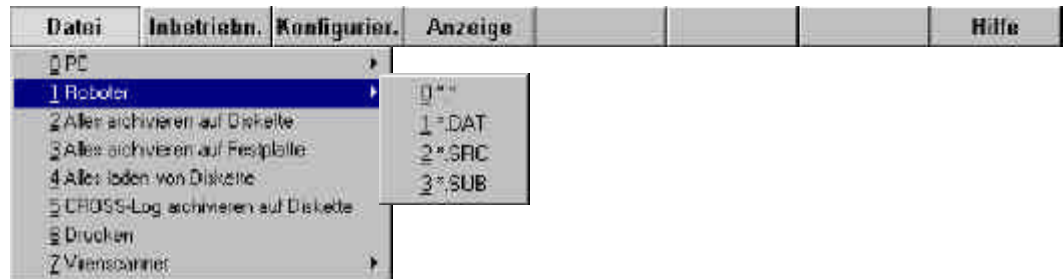 Datei Inbetriebn. Konfigurier. Anzeige Hilfe
0 PC
1 Roboter
2 Alles archivieren auf Diskette
3 Alles archivieren auf Festplatte
4 Alles laden von Diskette
5 CROSS-Log archivieren auf Diskette
6 Drucken
7 Virenscanner
0 *.*
1 *.DAT
2 *.SRC
3 *.SUB